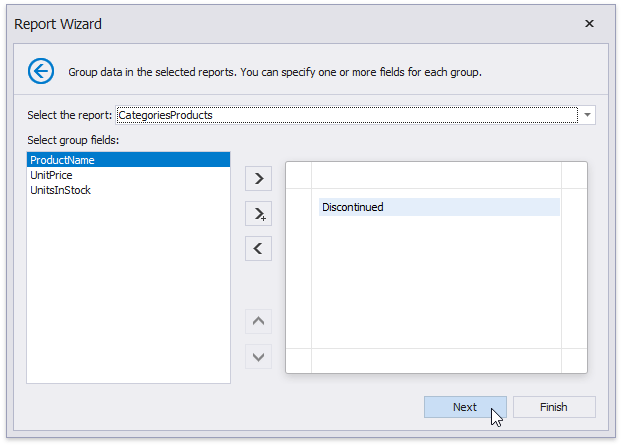 Report Wizard
Group data in the selected reports. You can specify one or more fields for each group.
Select the report: CategoriesProducts
Select group fields:
ProductName
UnitPrice
UnitsInStock
Discontinued
Next
Finish